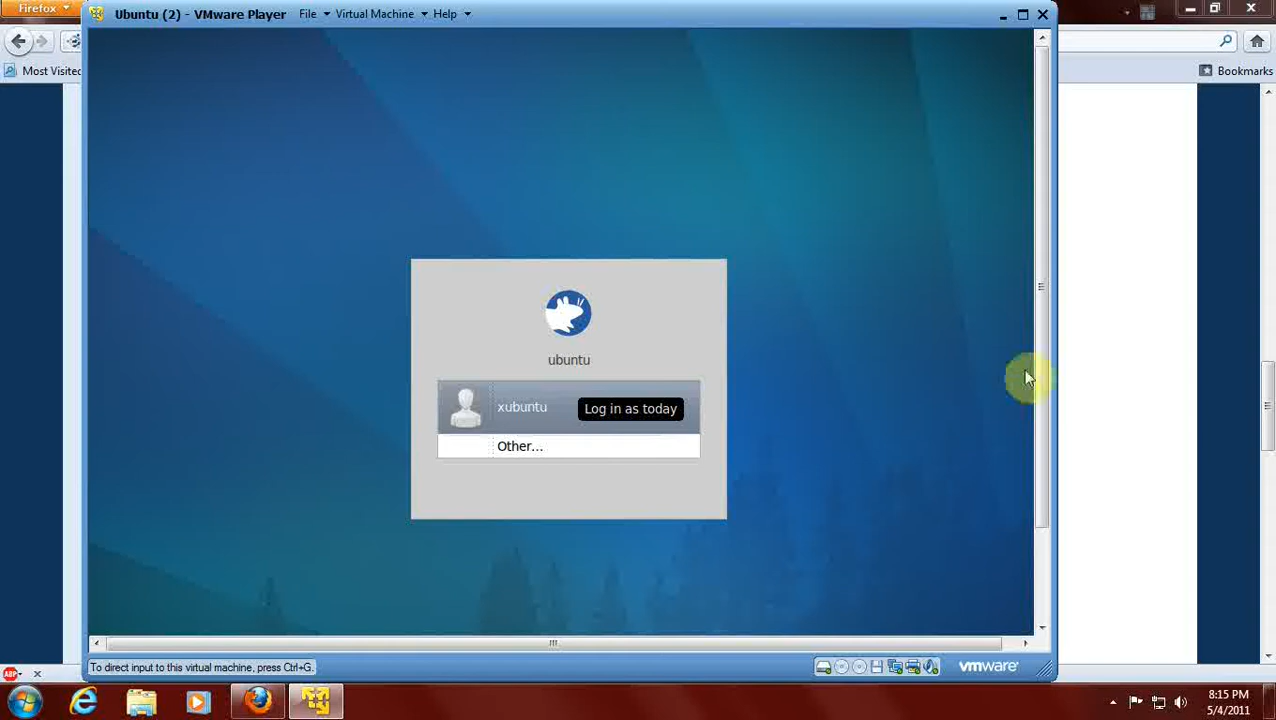 Firefox
Ubuntu (2) - VMware Player
File
Virtual Machine
Help
Most Visited
Bookmarks
ubuntu
xubuntu
Log in as today
Other...
To direct input to this virtual machine, press Ctrl+G.
vmware
ABP
8:15 PM
5/4/2011